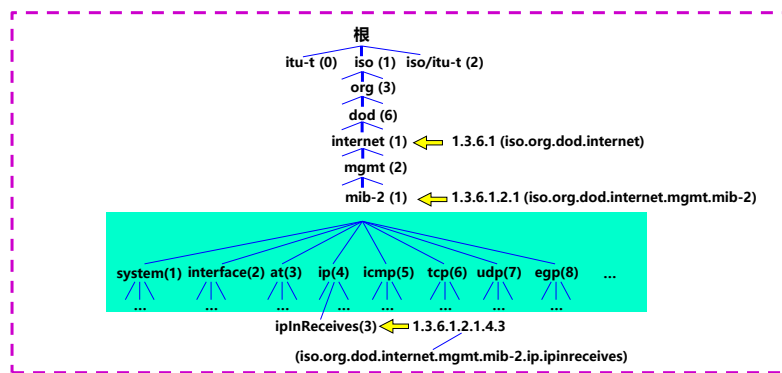 根
itu-t (0) iso (1) iso/itu-t (2)
org (3)
dod (6)
internet (1) 1.3.6.1 (iso.org.dod.internet)
mgmt (2)
mib-2 (1) 1.3.6.1.2.1 (iso.org.dod.internet.mgmt.mib-2)
system(1) interface(2) at(3) ip(4) icmp(5) tcp(6) udp(7) egp(8) ...
... ... ... ... ... ... ... ...
ipInReceives(3) 1.3.6.1.2.1.4.3
(iso.org.dod.internet.mgmt.mib-2.ip.ipinreceives)